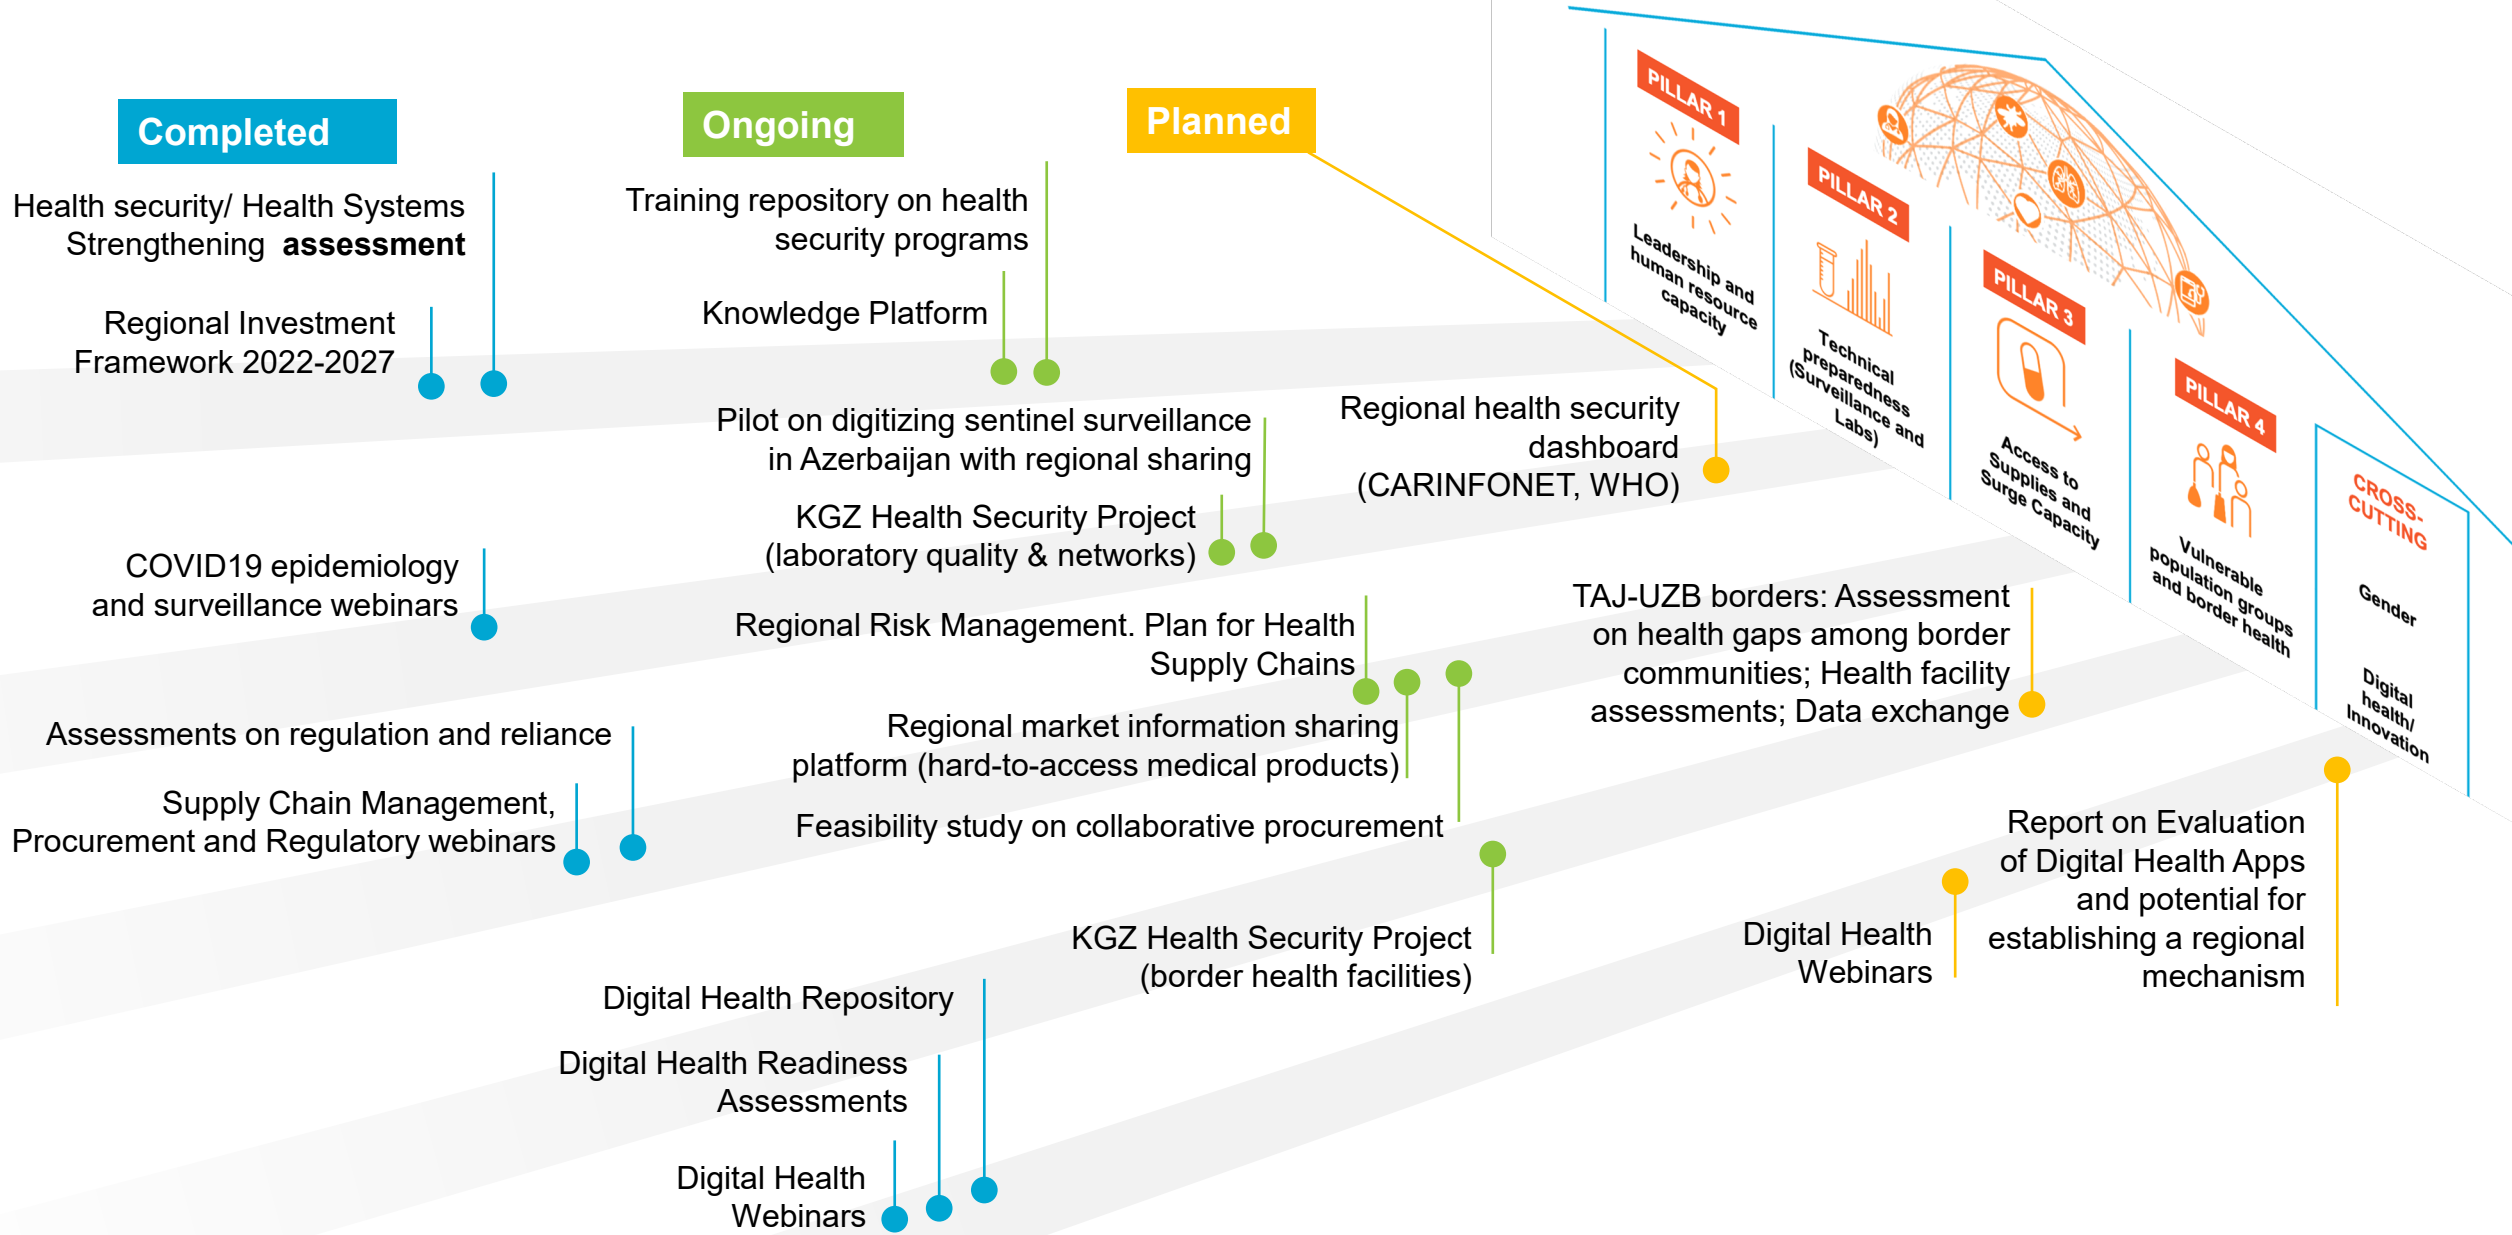 Completed
Health security/ Health Systems
Strengthening assessment
Regional Investment
Framework 2022-2027
COVID19 epidemiology
and surveillance webinars
Assessments on regulation and reliance
Supply Chain Management,
Procurement and Regulatory webinars
Digital Health Repository
Digital Health Readiness
Assessments
Digital Health
Webinars
Ongoing
Training repository on health
security programs
Knowledge Platform
Pilot on digitizing sentinel surveillance
in Azerbaijan with regional sharing
KGZ Health Security Project
(laboratory quality & networks)
Regional Risk Management. Plan for Health
Supply Chains
Regional market information sharing
platform (hard-to-access medical products)
Feasibility study on collaborative procurement
KGZ Health Security Project
(border health facilities)
Planned
Regional health security
dashboard
(CARINFONET, WHO)
TAJ-UZB borders: Assessment
on health gaps among border
communities; Health facility
assessments; Data exchange
Digital Health
Webinars
Report on Evaluation
of Digital Health Apps
and potential for
establishing a regional
mechanism
PILLAR 1
Leadership and
human resource
capacity
PILLAR 2
Technical
preparedness
(Surveillance and
Labs)
PILLAR 3
Access to
Supplies and
Surge Capacity
PILLAR 4
Vulnerable
population groups
and border health
CROSS-
CUTTING
Gender
Digital
health/
Innovation